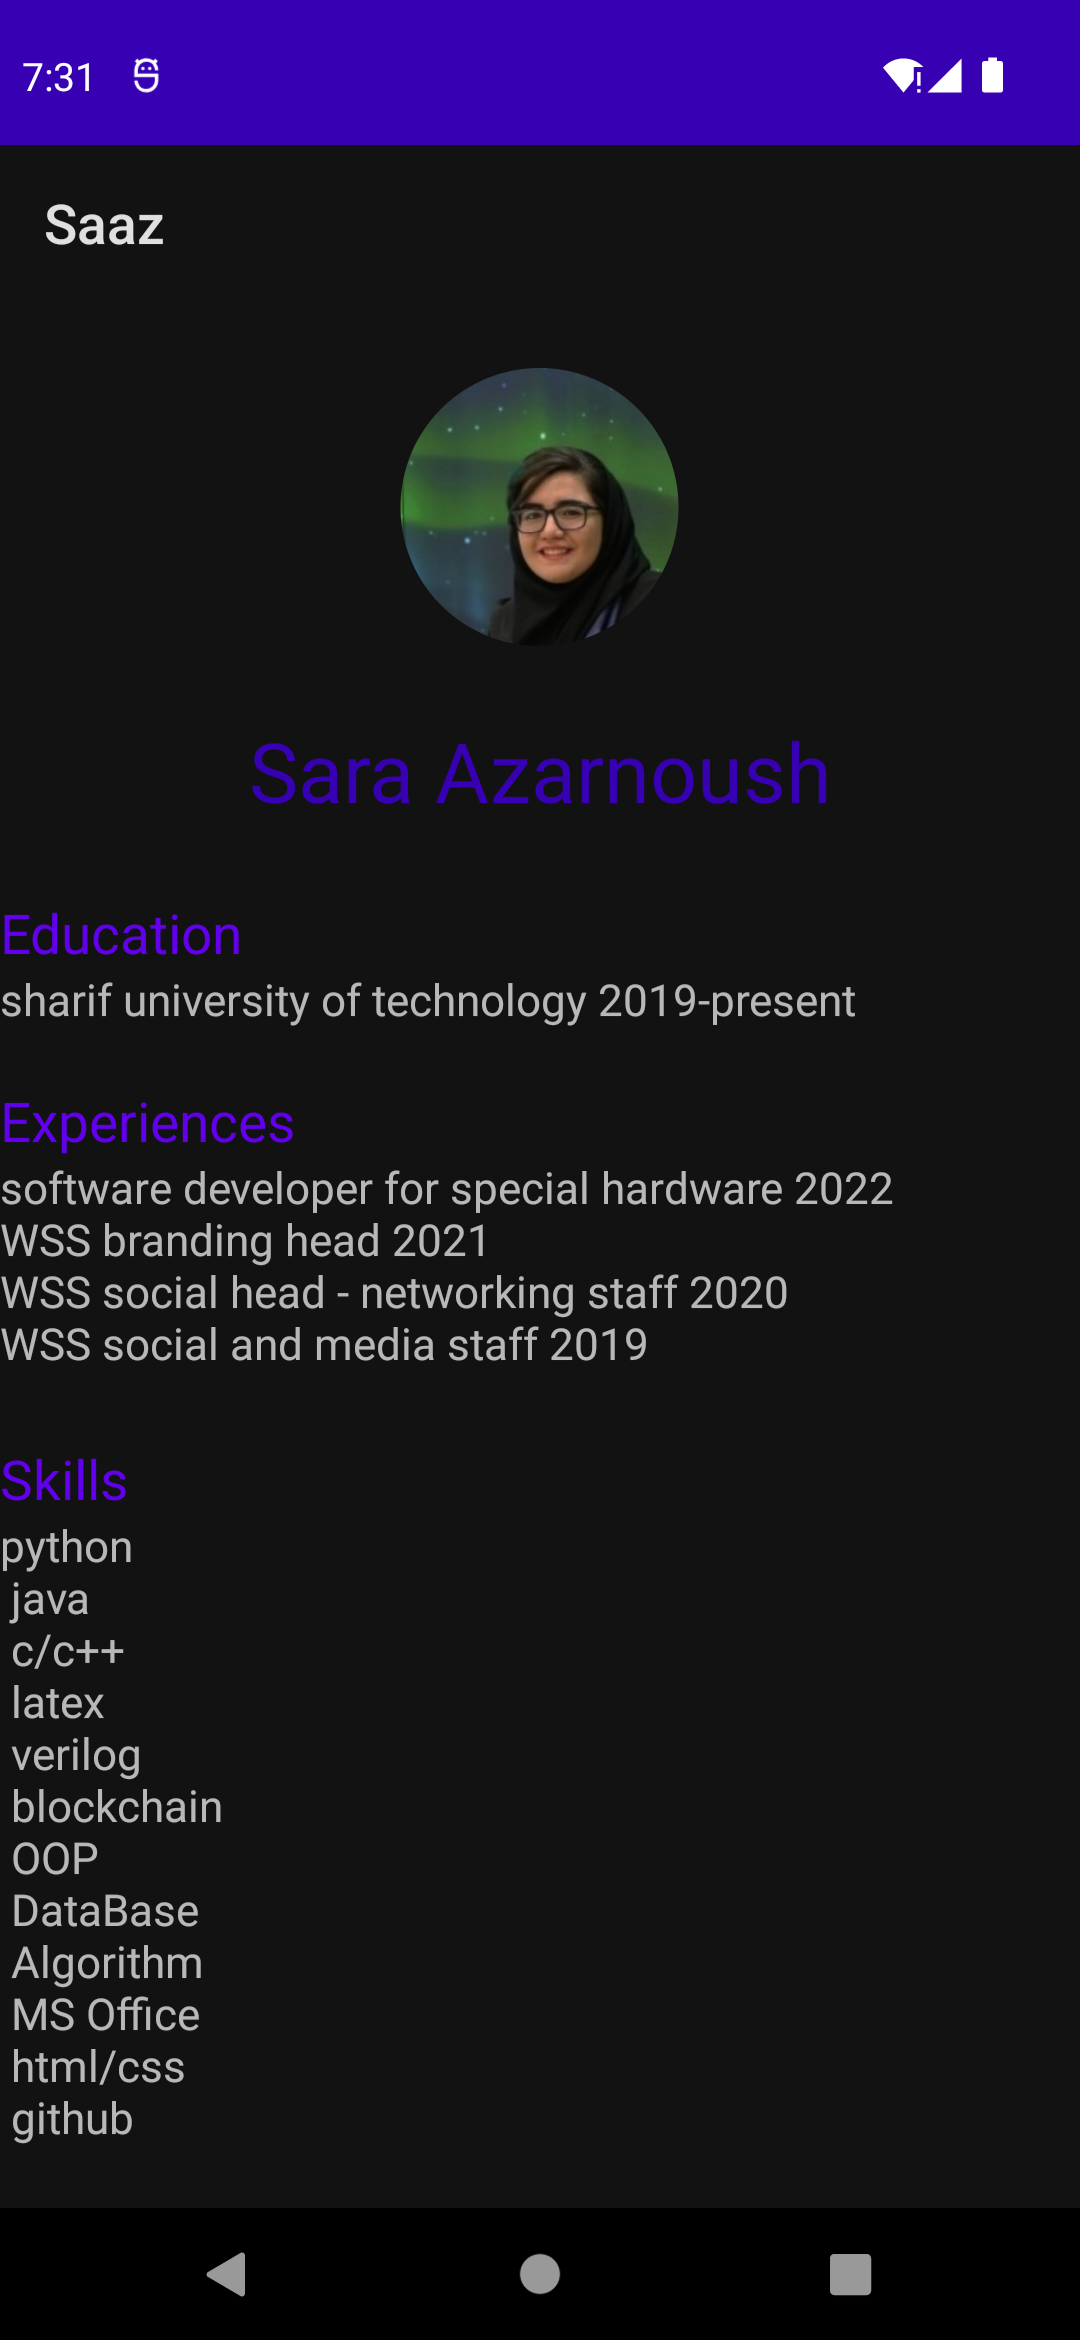 7:31
Saaz
Sara Azarnoush
Education
sharif university of technology 2019-present
Experiences
software developer for special hardware 2022
WSS branding head 2021
WSS social head - networking staff 2020
WSS social and media staff 2019
Skills
python
java
c/c++
latex
verilog
blockchain
OOP
DataBase
Algorithm
MS Office
html/css
github